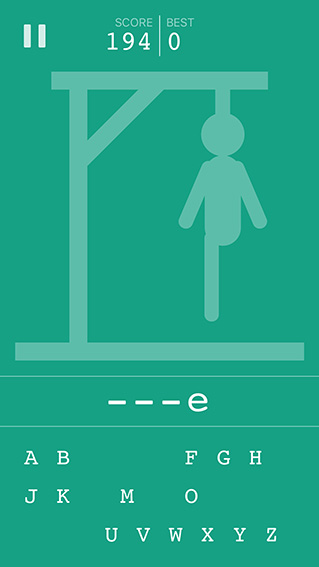 SCORE BEST
194 0
---e
A B F G H
J K M O
U V W X Y Z